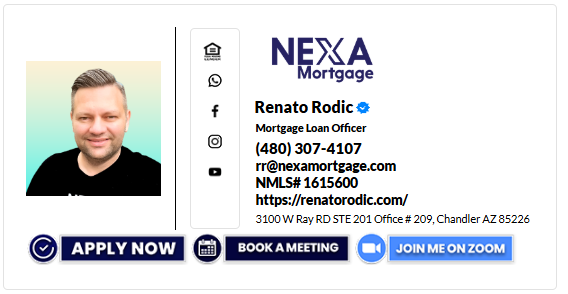 NEXA
Mortgage
Renato Rodic
Mortgage Loan Officer
(480) 307-4107
rr@nexamortgage.com
NMLS# 1615600
https://renatorodic.com/
3100 W Ray RD STE 201 Office # 209, Chandler AZ 85226
APPLY NOW
BOOK A MEETING
JOIN ME ON ZOOM